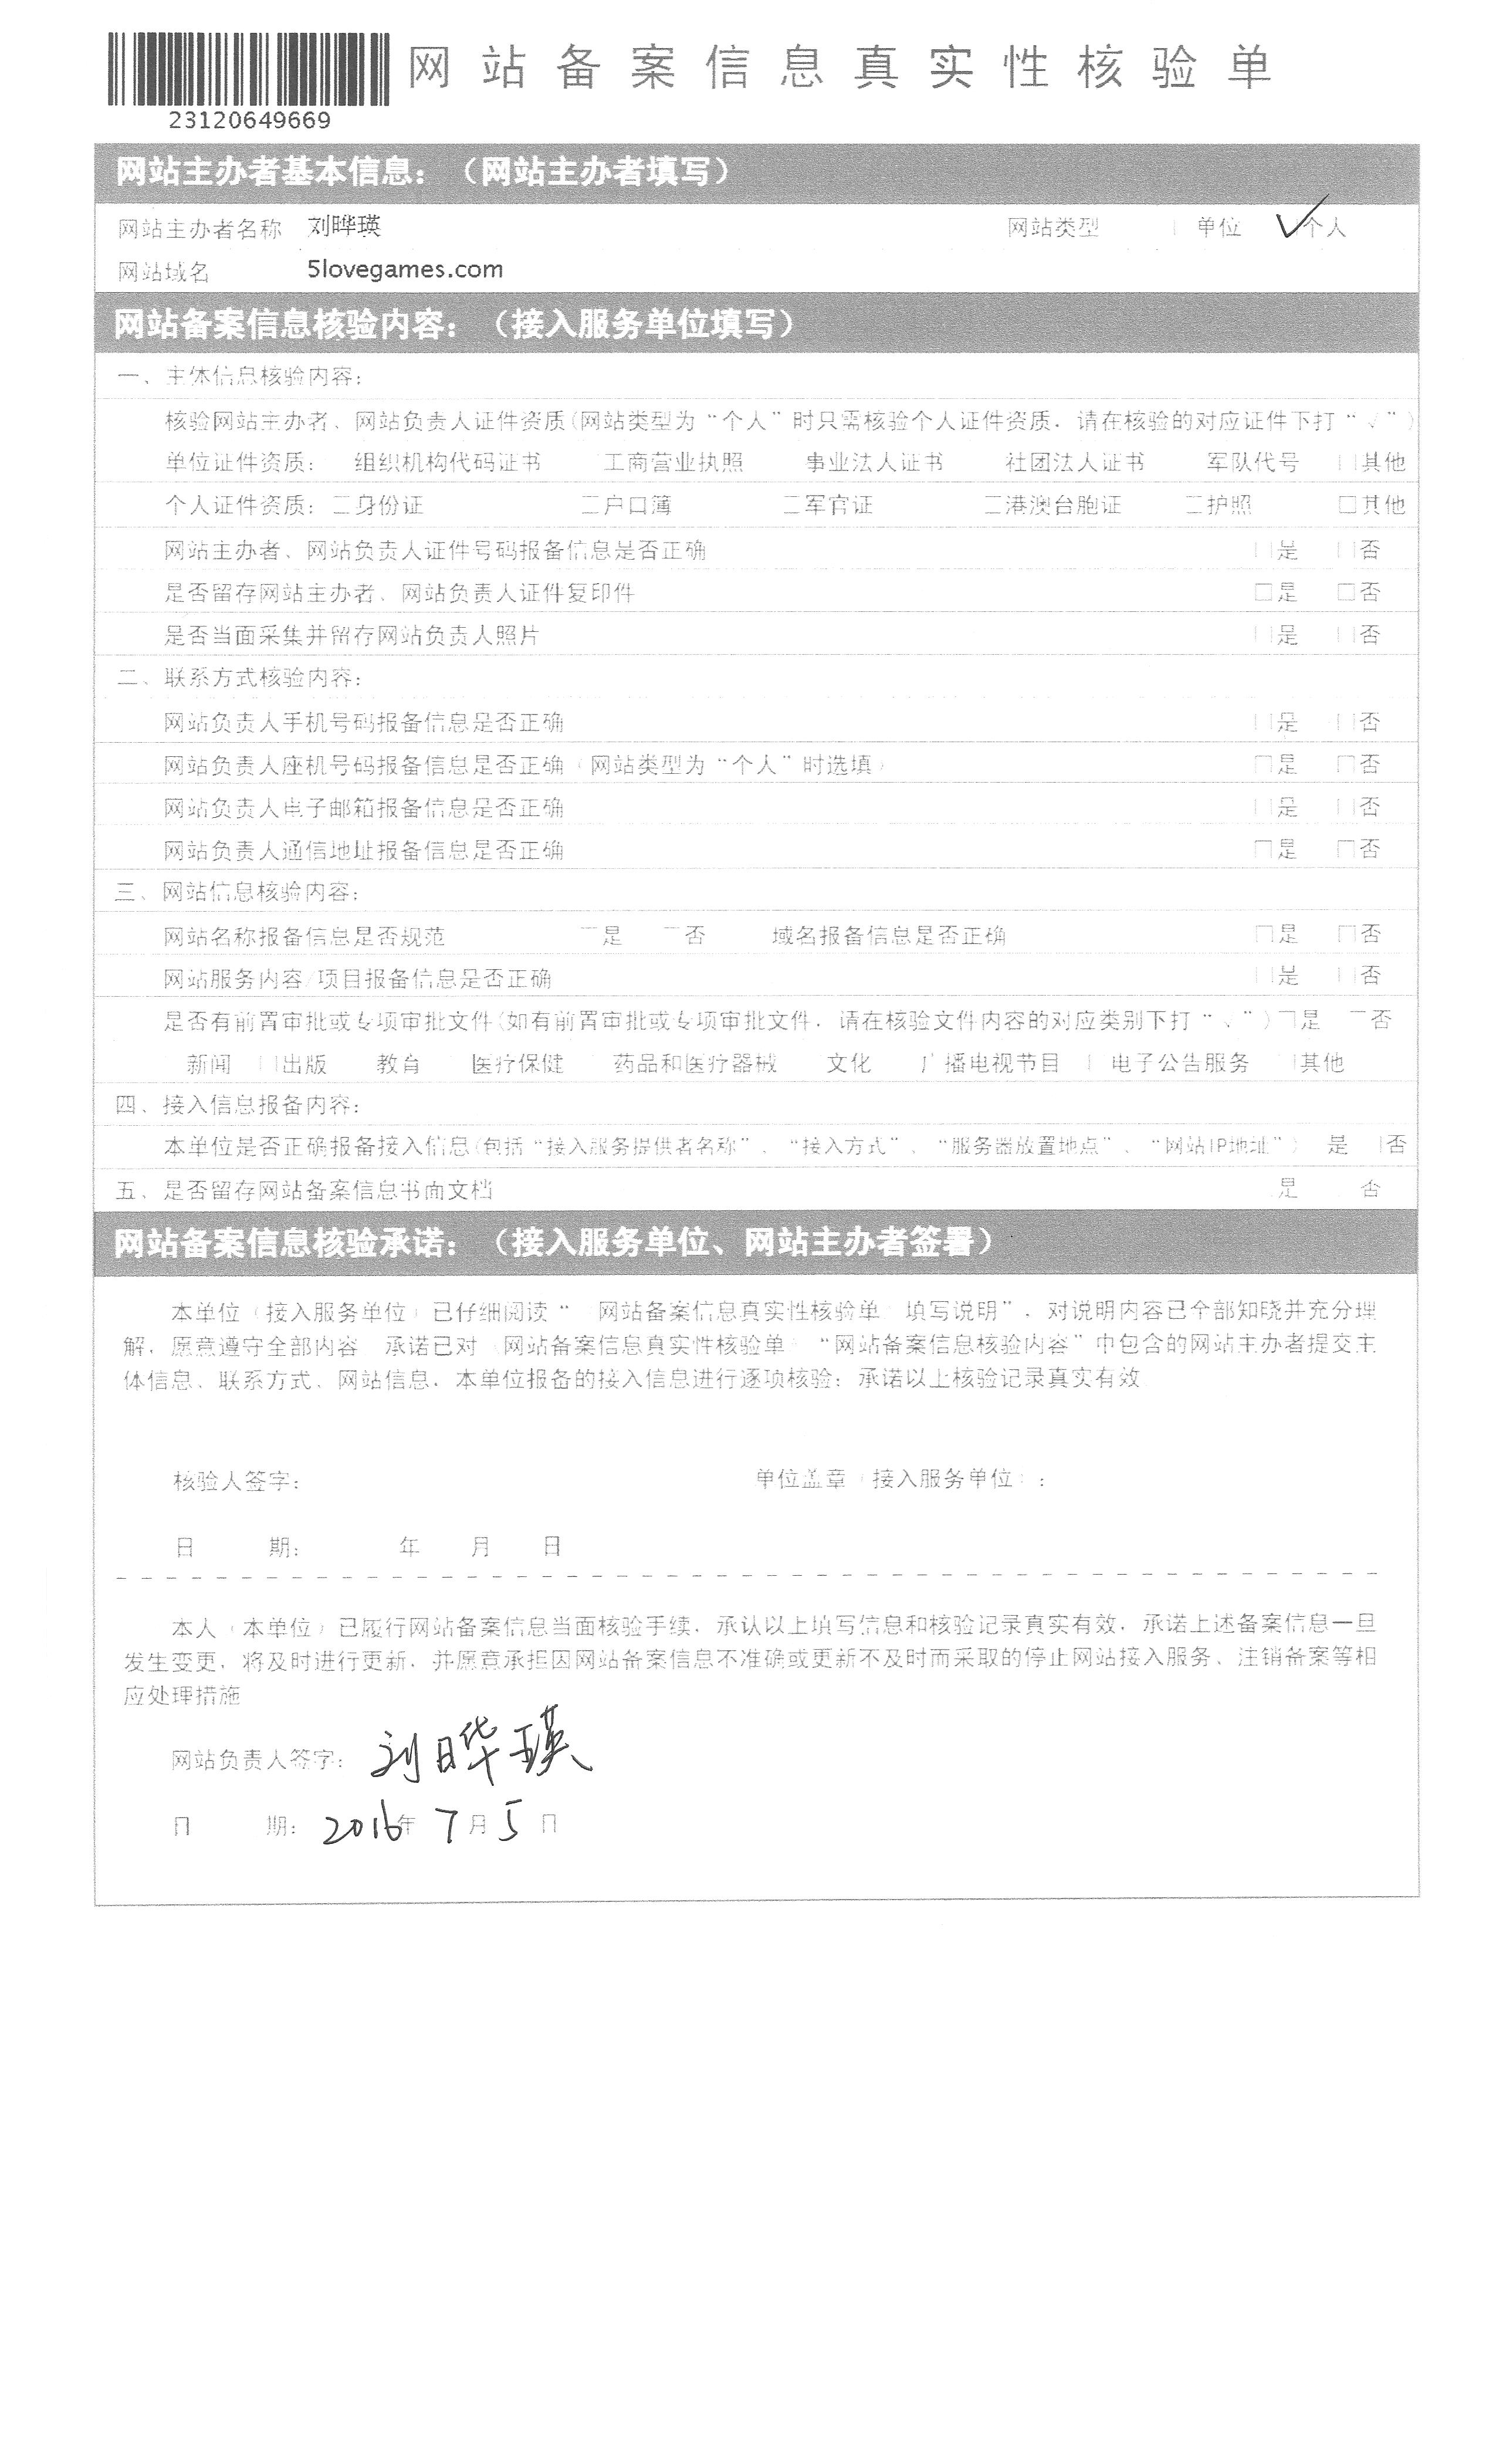 网站备案信息真实性核验单
23120649669
网站主办者基本信息：（网站主办者填写）
网站主办者名称 刘晔瑛 网站类型 单位 ✓个人
网站域名 5lovegames.com
网站备案信息核验内容：（接入服务单位填写）
一、主体信息核验内容：
核验网站主办者、网站负责人证件资质(网站类型为“个人”时只需核验个人证件资质，请在核验的对应证件下打“√”)
单位证件资质： 组织机构代码证书 工商营业执照 事业法人证书 社团法人证书 军队代号 □其他
个人证件资质：□身份证 □户口簿 □军官证 □港澳台胞证 □护照 □其他
网站主办者、网站负责人证件号码报备信息是否正确 □是 □否
是否留存网站主办者、网站负责人证件复印件 □是 □否
是否当面采集并留存网站负责人照片 □是 □否
二、联系方式核验内容：
网站负责人手机号码报备信息是否正确 □是 □否
网站负责人座机号码报备信息是否正确（网站类型为“个人”时选填） □是 □否
网站负责人电子邮箱报备信息是否正确 □是 □否
网站负责人通信地址报备信息是否正确 □是 □否
三、网站信息核验内容：
网站名称报备信息是否规范 □是 □否 域名报备信息是否正确 □是 □否
网站服务内容/项目报备信息是否正确 □是 □否
是否有前置审批或专项审批文件(如有前置审批或专项审批文件，请在核验文件内容的对应类别下打“√”)□是 □否
新闻 □出版 教育 医疗保健 药品和医疗器械 文化 广播电视节目 电子公告服务 □其他
四、接入信息报备内容：
本单位是否正确报备接入信息(包括“接入服务提供者名称”、“接入方式”、“服务器放置地点”、“网站IP地址”) 是 □否
五、是否留存网站备案信息书面文档 是 否
网站备案信息核验承诺：（接入服务单位、网站主办者签署）
本单位（接入服务单位）已仔细阅读“ 网站备案信息真实性核验单 填写说明”，对说明内容已全部知晓并充分理
解，愿意遵守全部内容 承诺已对 网站备案信息真实性核验单 “网站备案信息核验内容”中包含的网站主办者提交主
体信息、联系方式、网站信息，本单位报备的接入信息进行逐项核验；承诺以上核验记录真实有效
核验人签字： 单位盖章（接入服务单位）：
日 期： 年 月 日
本人（本单位）已履行网站备案信息当面核验手续，承认以上填写信息和核验记录真实有效，承诺上述备案信息一旦
发生变更，将及时进行更新，并愿意承担因网站备案信息不准确或更新不及时而采取的停止网站接入服务、注销备案等相
应处理措施
网站负责人签字： 刘晔瑛
日 期： 2016年 7月 5日